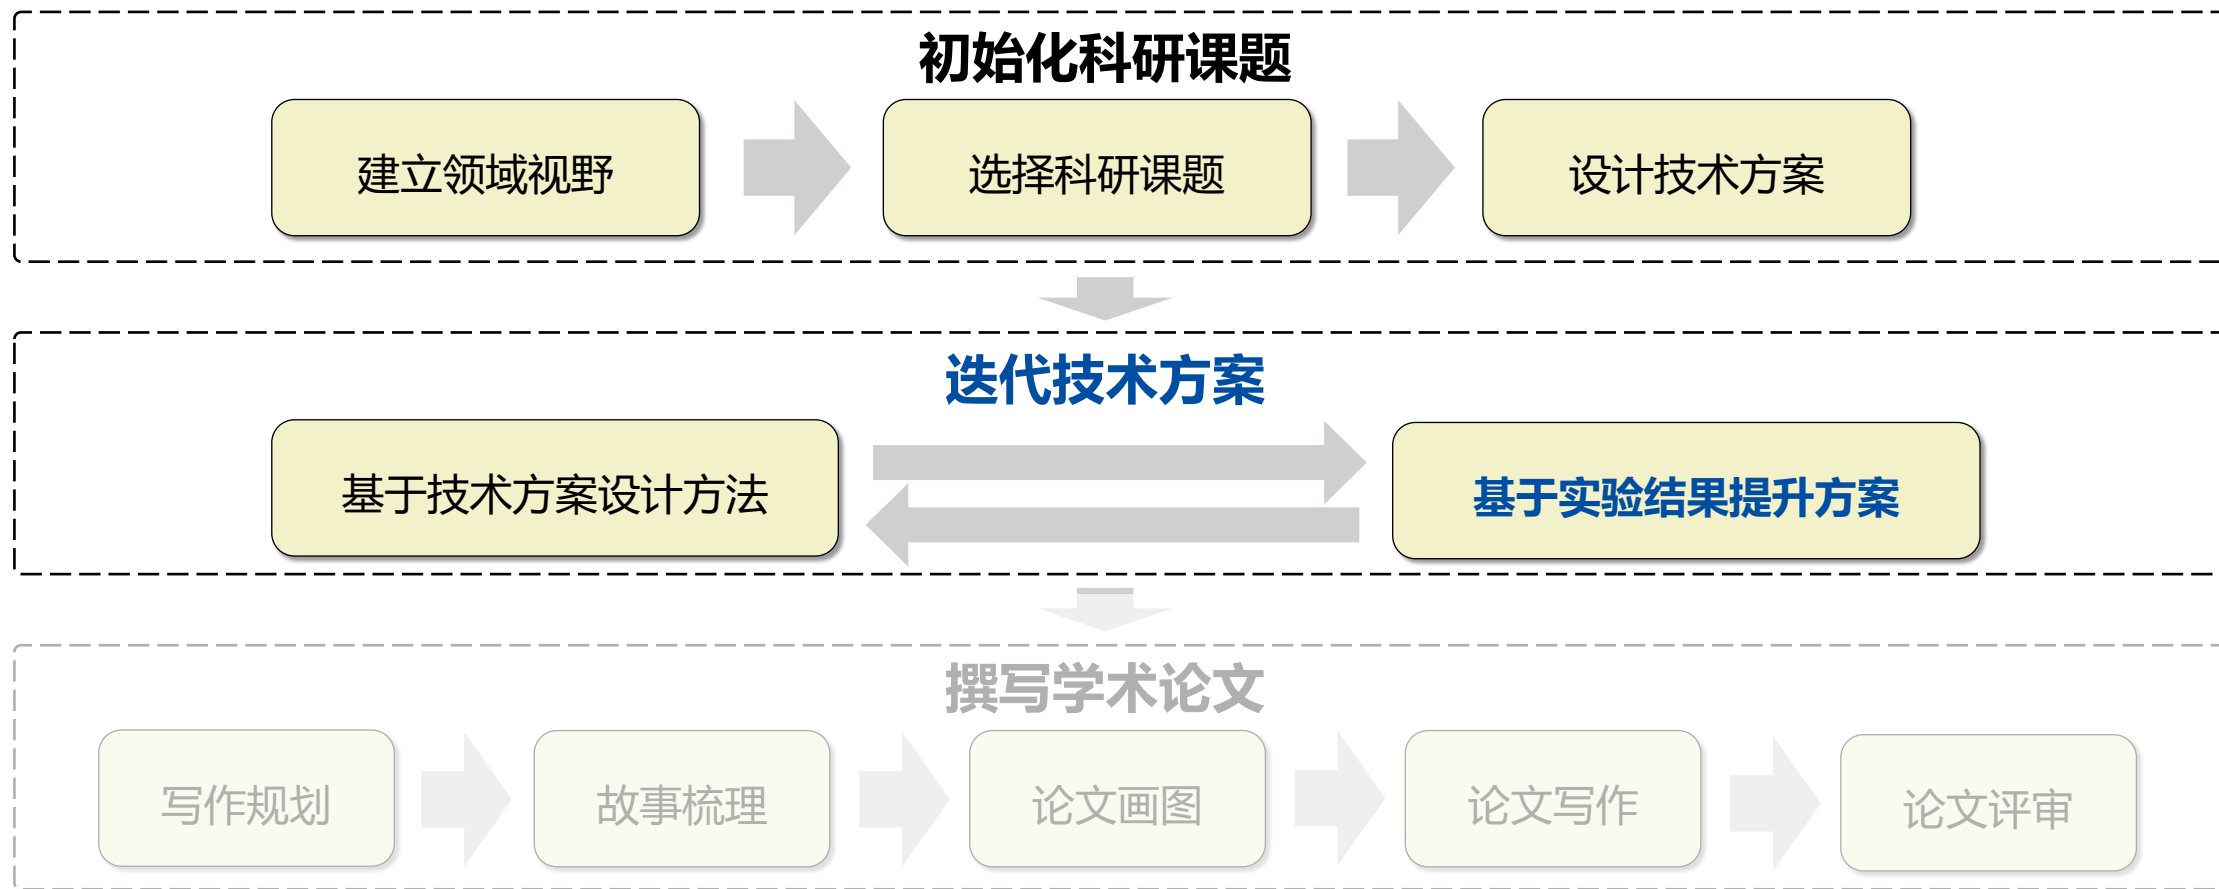 初始化科研课题
建立领域视野
选择科研课题
设计技术方案
迭代技术方案
基于技术方案设计方法
基于实验结果提升方案
撰写学术论文
写作规划
故事梳理
论文画图
论文写作
论文评审